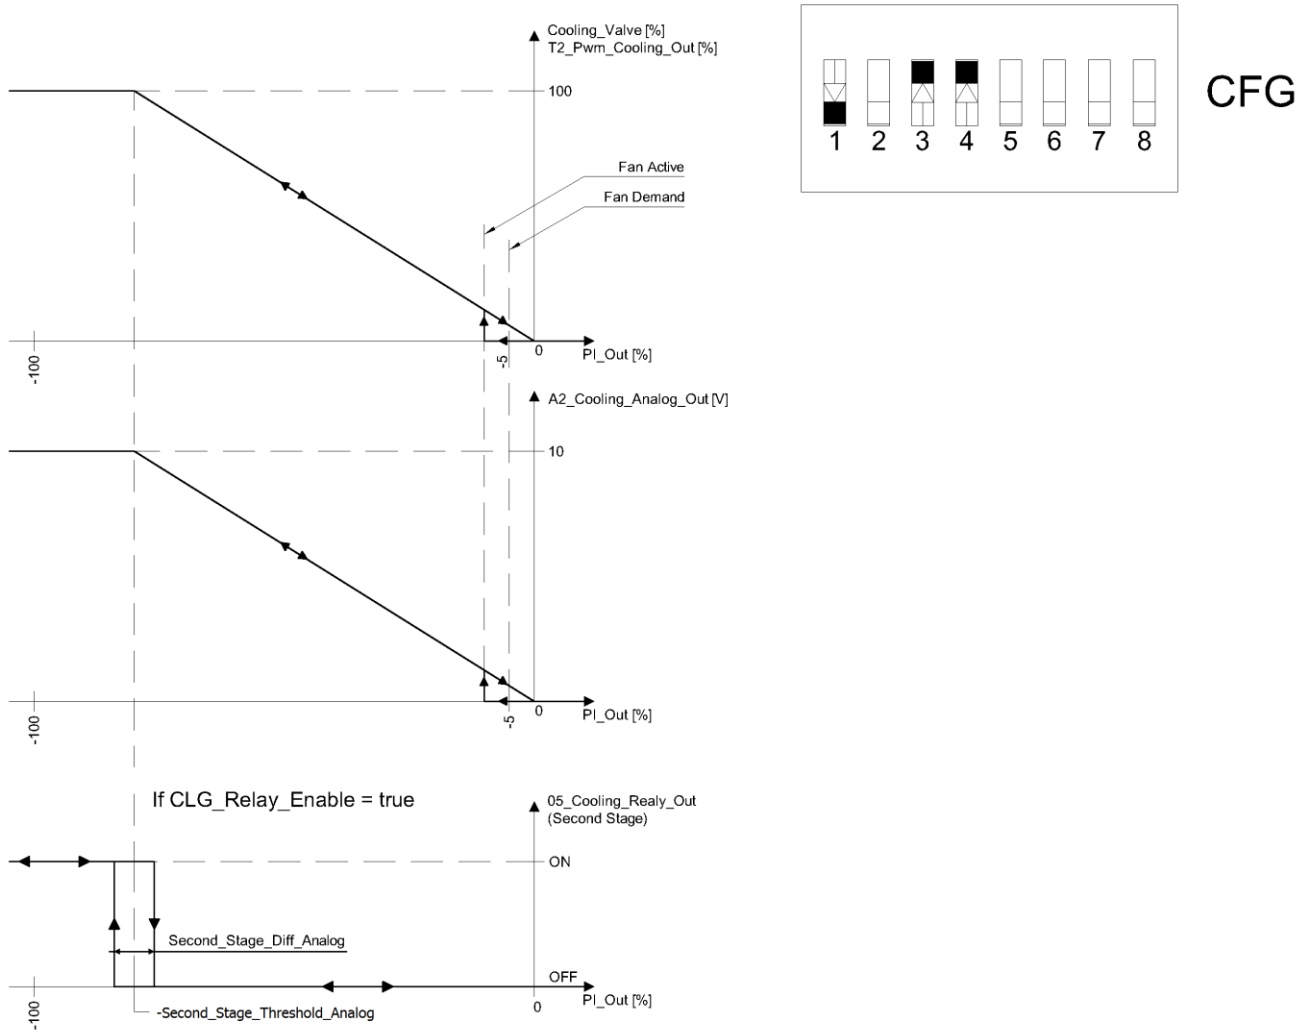 Cooling_Valve [%]
T2_Pwm_Cooling_Out [%]
100
Fan Active
Fan Demand
-100
-5
0
PI_Out [%]
1 2 3 4 5 6 7 8
CFG
A2_Cooling_Analog_Out [V]
10
-100
-5
0
PI_Out [%]
If CLG_Relay_Enable = true
05_Cooling_Realy_Out
(Second Stage)
ON
Second_Stage_Diff_Analog
OFF
-100
0
PI_Out [%]
-Second_Stage_Threshold_Analog